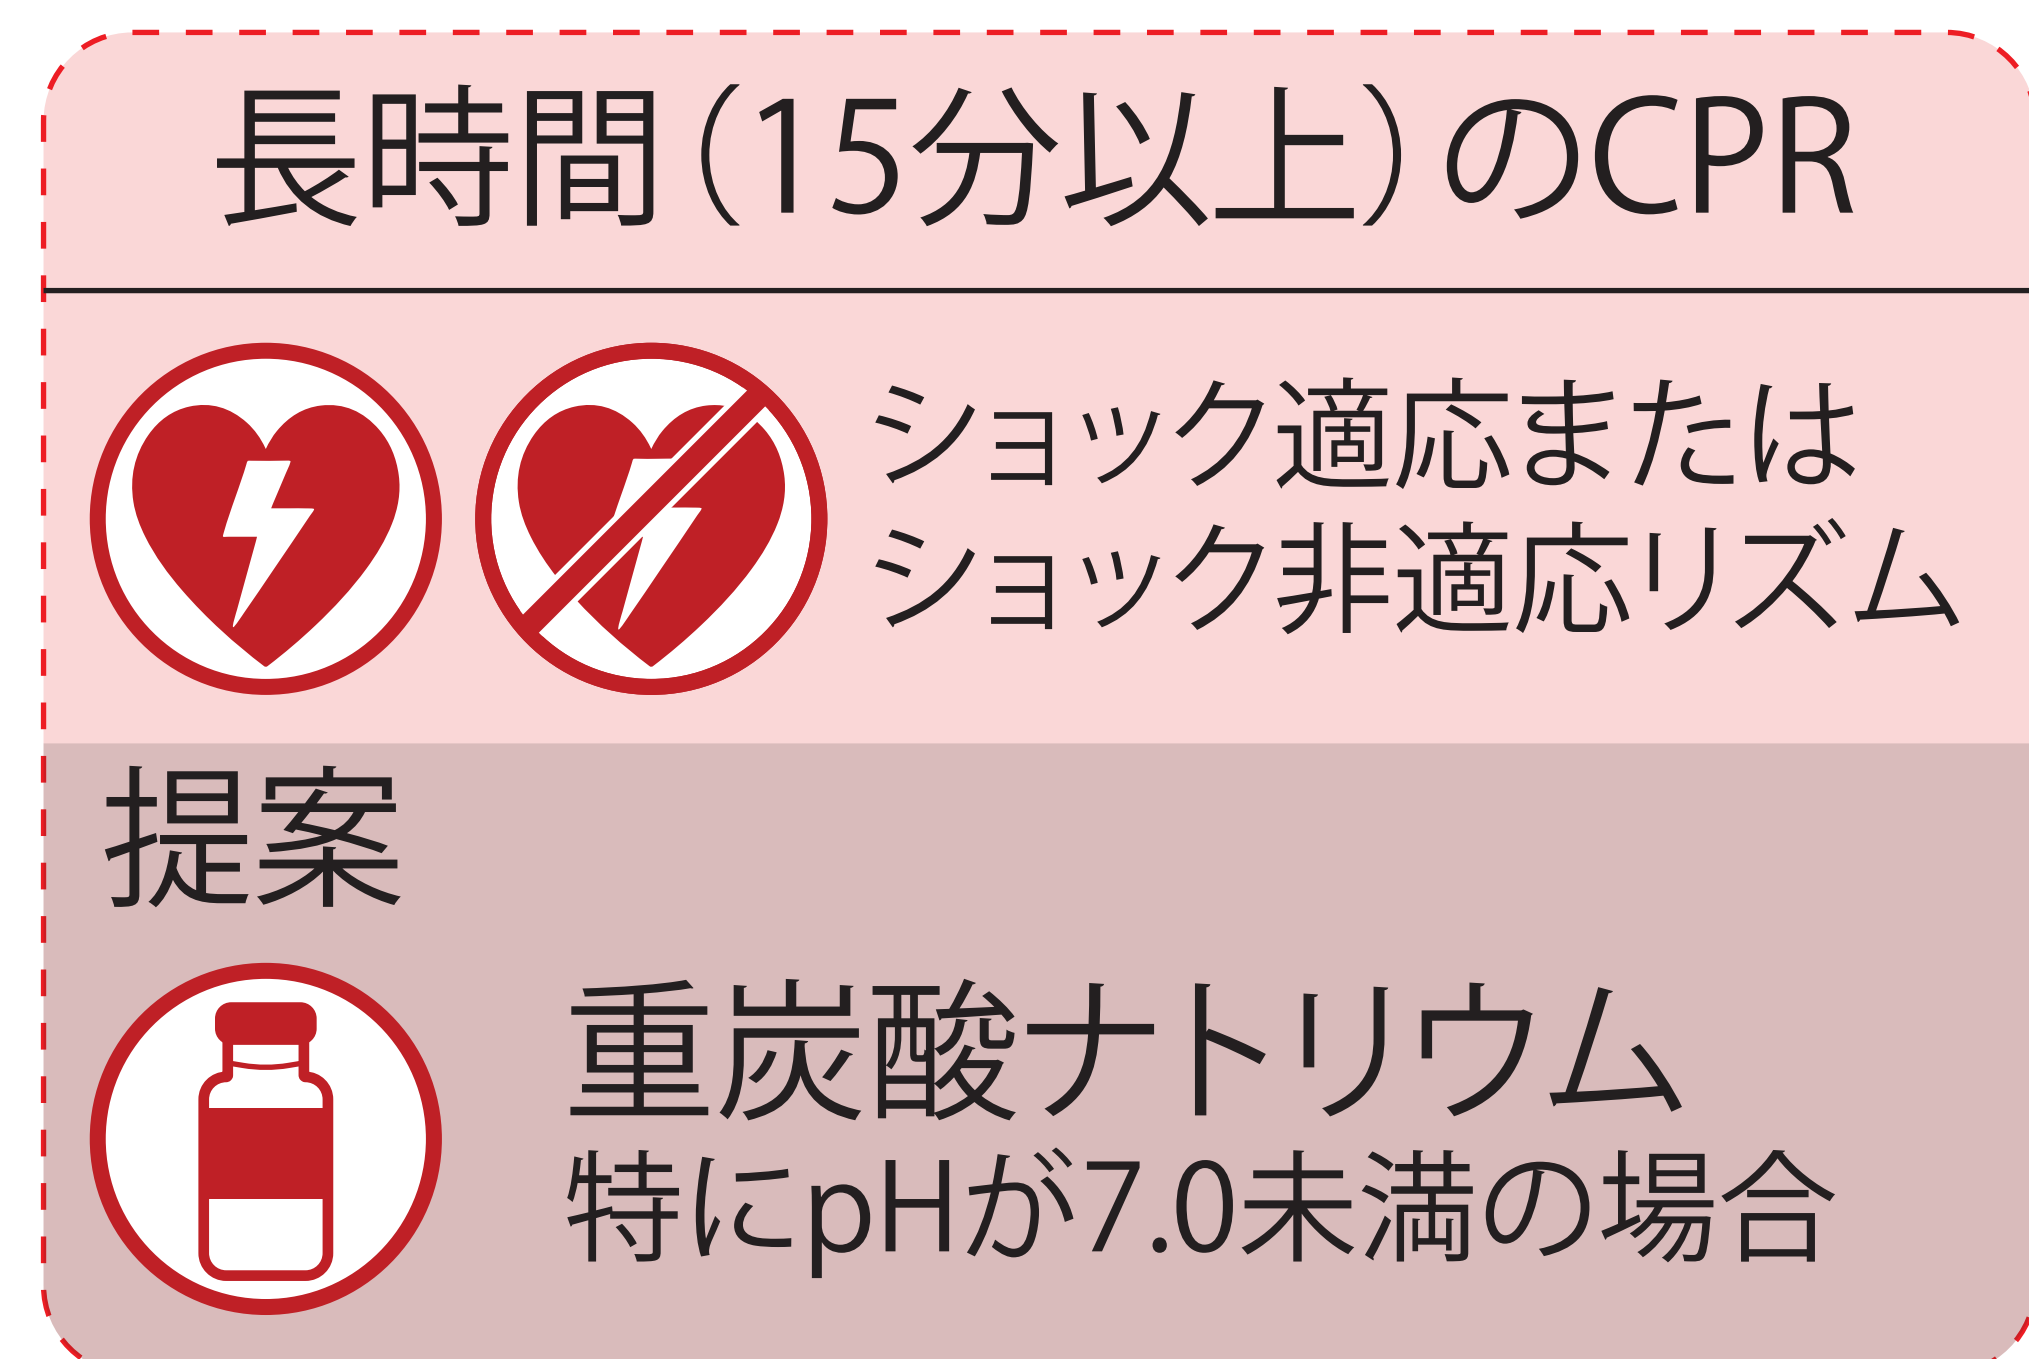 長時間（15分以上）のCPR
ショック適応または
ショック非適応リズム
提案
重炭酸ナトリウム
特にpHが7.0未満の場合